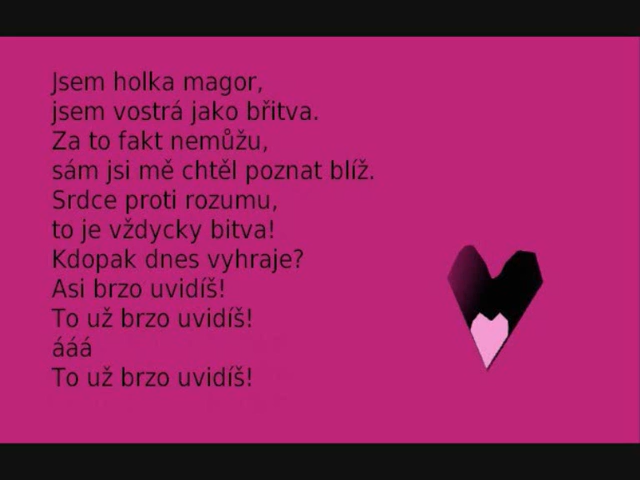 Jsem holka magor,
jsem vostrá jako břitva.
Za to fakt nemůžu,
sám jsi mě chtěl poznat blíž.
Srdce proti rozumu,
to je vždycky bitva!
Kdopak dnes vyhraje?
Asi brzo uvidíš!
To už brzo uvidíš!
ááá
To už brzo uvidíš!